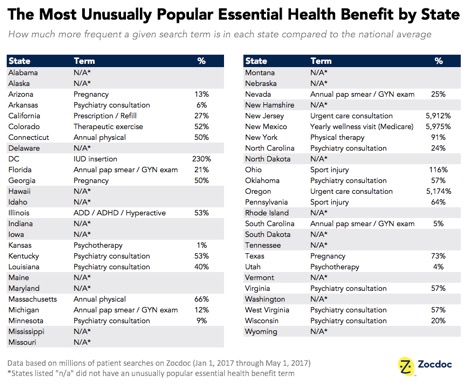 The Most Unusually Popular Essential Health Benefit by State
How much more frequent a given search term is in each state compared to the national average
State Term %
Alabama N/A*
Alaska N/A*
Arizona Pregnancy 13%
Arkansas Psychiatry consultation 6%
California Prescription / Refill 27%
Colorado Therapeutic exercise 52%
Connecticut Annual physical 50%
Delaware N/A*
DC IUD insertion 230%
Florida Annual pap smear / GYN exam 21%
Georgia Pregnancy 50%
Hawaii N/A*
Idaho N/A*
Illinois ADD / ADHD / Hyperactive 53%
Indiana N/A*
Iowa N/A*
Kansas Psychotherapy 1%
Kentucky Psychiatry consultation 53%
Louisiana Psychiatry consultation 40%
Maine N/A*
Maryland N/A*
Massachusetts Annual physical 66%
Michigan Annual pap smear / GYN exam 12%
Minnesota Psychiatry consultation 9%
Mississippi N/A*
Missouri N/A*
State Term %
Montana N/A*
Nebraska N/A*
Nevada Annual pap smear / GYN exam 25%
New Hamshire N/A*
New Jersey Urgent care consultation 5,912%
New Mexico Yearly wellness visit (Medicare) 5,975%
New York Physical therapy 91%
North Carolina Psychiatry consultation 24%
North Dakota N/A*
Ohio Sport injury 116%
Oklahoma Psychiatry consultation 57%
Oregon Urgent care consultation 5,174%
Pennsylvania Sport injury 64%
Rhode Island N/A*
South Carolina Annual pap smear / GYN exam 5%
South Dakota N/A*
Tennessee N/A*
Texas Pregnancy 73%
Utah Psychotherapy 4%
Vermont N/A*
Virginia Psychiatry consultation 57%
Washington N/A*
West Virginia Psychiatry consultation 57%
Wisconsin Psychiatry consultation 20%
Wyoming N/A*
Data based on millions of patient searches on Zocdoc (Jan 1, 2017 through May 1, 2017)
*States listed "n/a" did not have an unusually popular essential health benefit term
Zocdoc